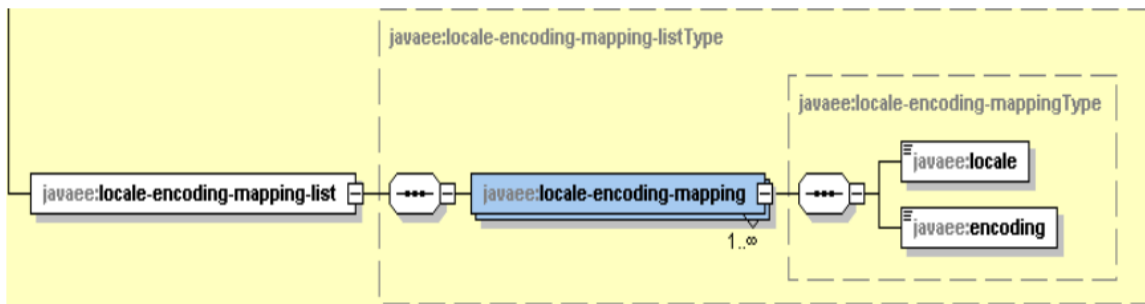 javaee:locale-encoding-mapping-listType
javaee:locale-encoding-mappingType
javaee:locale
javaee:locale-encoding-mapping-list
javaee:locale-encoding-mapping
1..∞
javaee:encoding